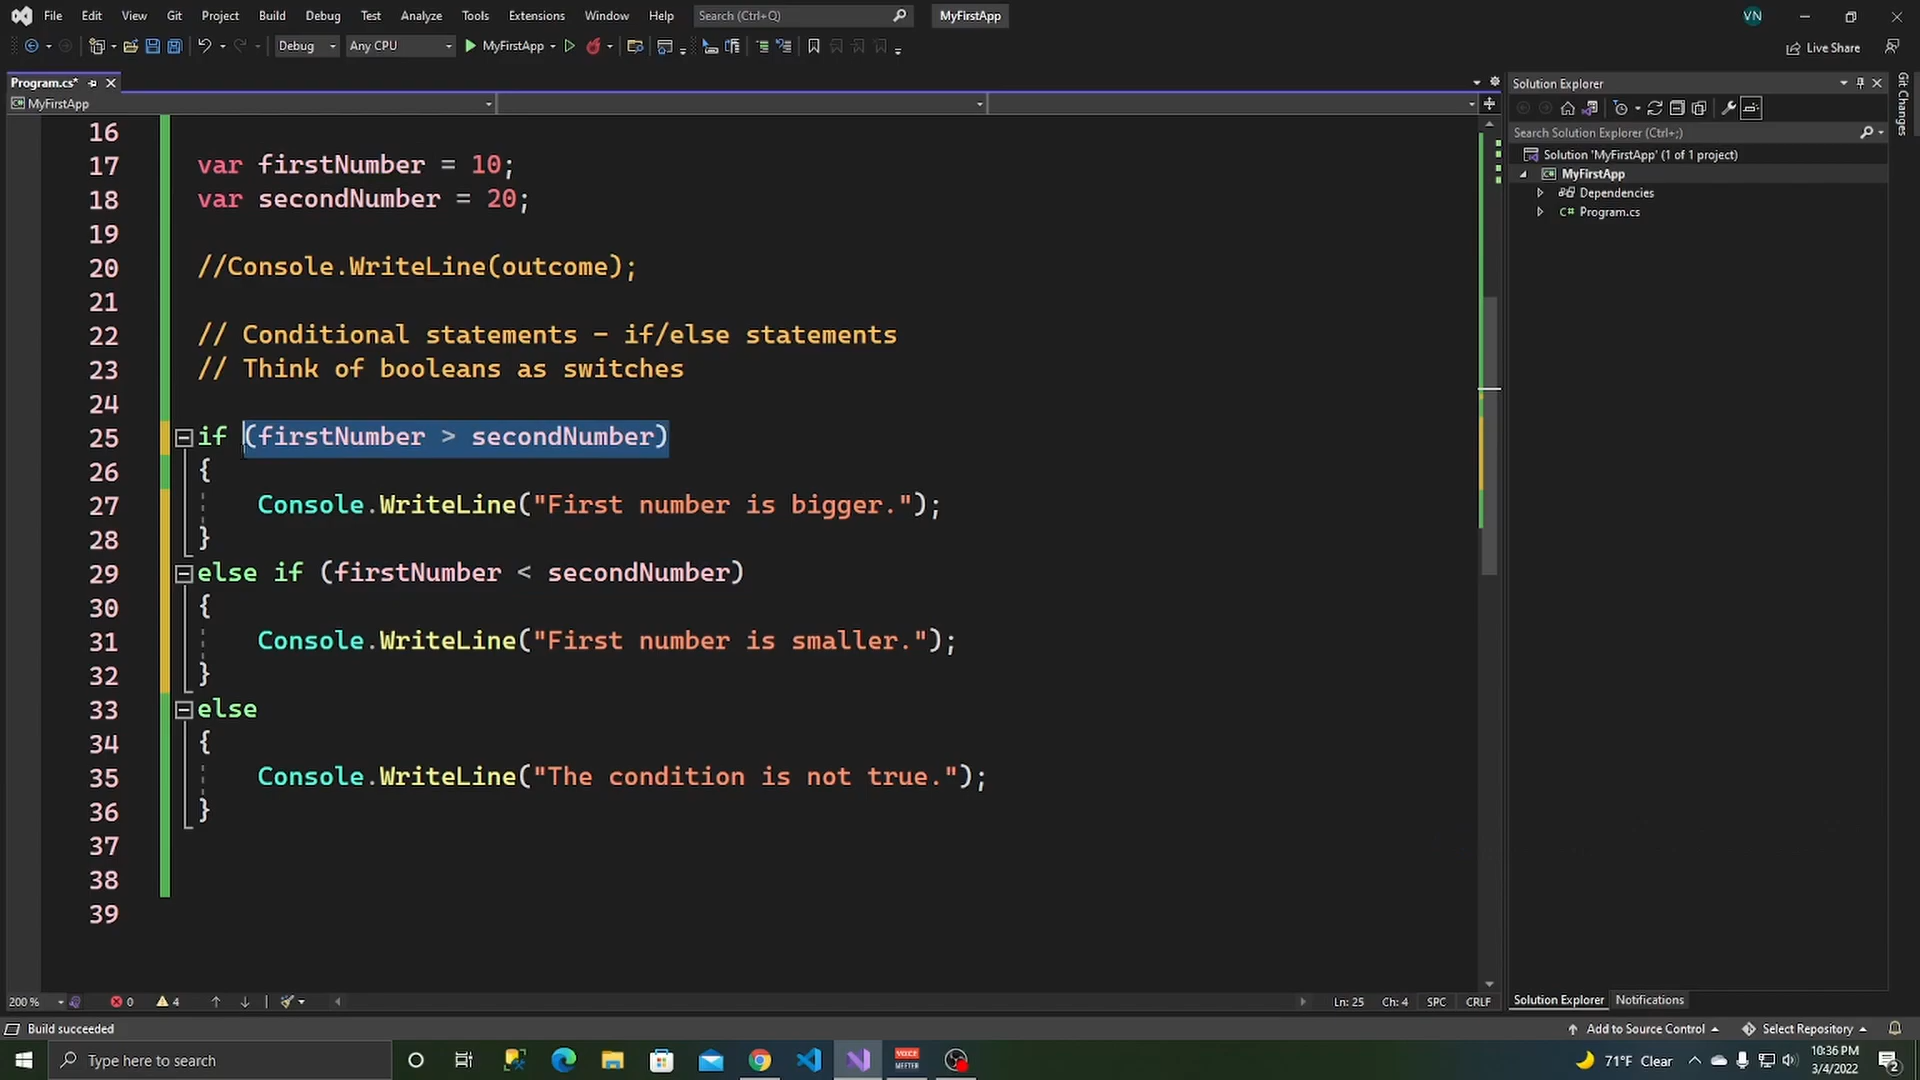 File Edit View Git Project Build Debug Test Analyze Tools Extensions Window Help Search (Ctrl+Q) MyFirstApp VN
Debug Any CPU MyFirstApp Live Share
Program.cs* Solution Explorer
MyFirstApp
Search Solution Explorer (Ctrl+;)
Solution 'MyFirstApp' (1 of 1 project)
MyFirstApp
Dependencies
C# Program.cs
Git Changes
16
17 var firstNumber = 10;
18 var secondNumber = 20;
19
20 //Console.WriteLine(outcome);
21
22 // Conditional statements - if/else statements
23 // Think of booleans as switches
24
25 if (firstNumber > secondNumber)
26 {
27 Console.WriteLine("First number is bigger.");
28 }
29 else if (firstNumber < secondNumber)
30 {
31 Console.WriteLine("First number is smaller.");
32 }
33 else
34 {
35 Console.WriteLine("The condition is not true.");
36 }
37
38
39
200 % 0 4 Ln: 25 Ch: 4 SPC CRLF
Solution Explorer Notifications
Build succeeded Add to Source Control Select Repository
Type here to search VOICE MEETER 71°F Clear 10:36 PM
3/4/2022 2